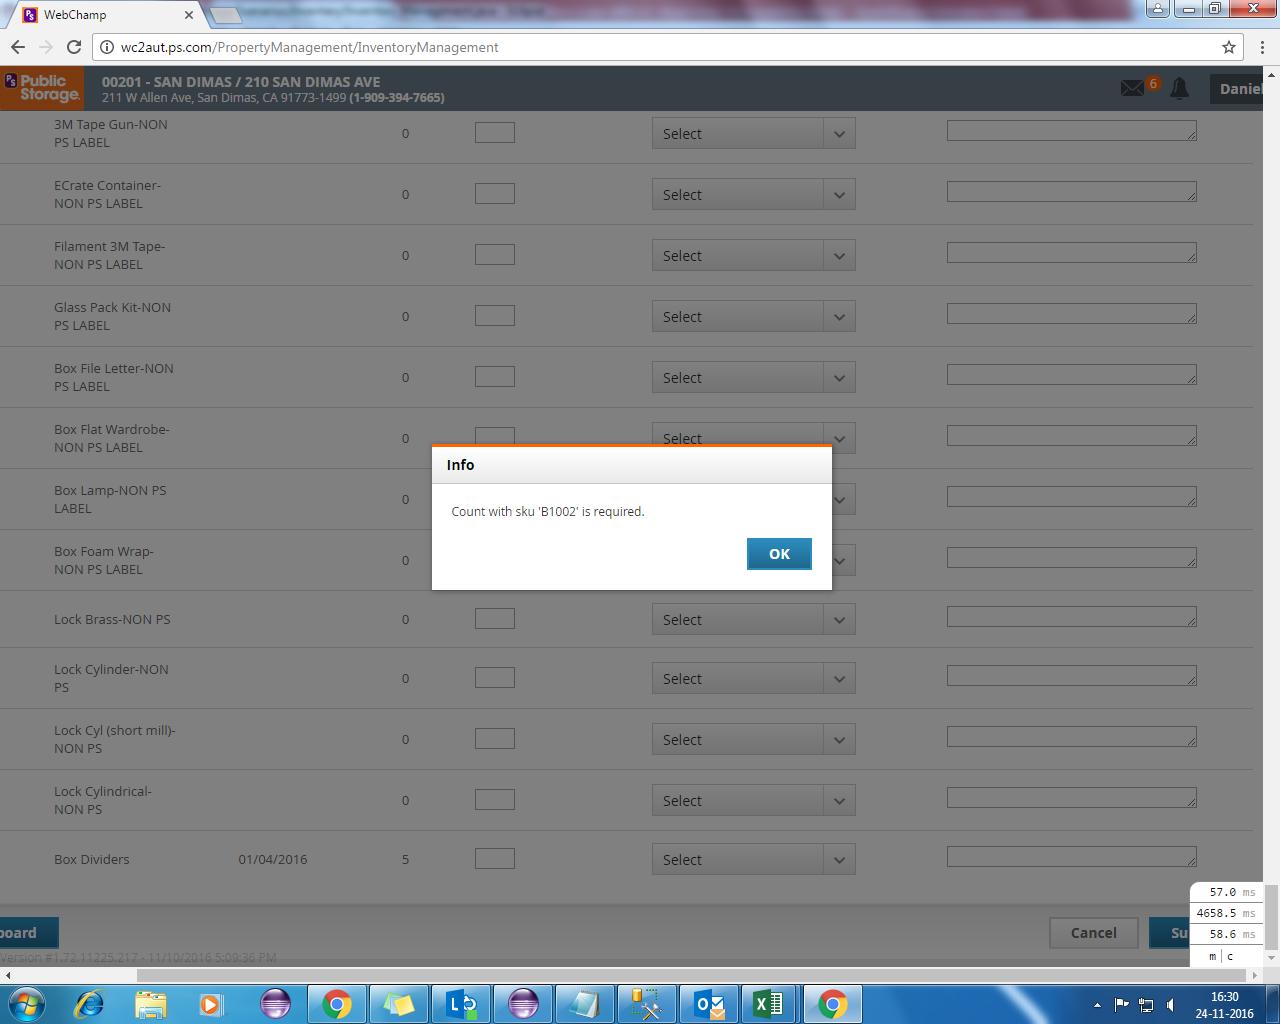 WebChamp
wc2aut.ps.com/PropertyManagement/InventoryManagement
PS Public Storage.
00201 - SAN DIMAS / 210 SAN DIMAS AVE
211 W Allen Ave, San Dimas, CA 91773-1499 (1-909-394-7665)
6
Daniel
3M Tape Gun-NON
PS LABEL
0
Select
ECrate Container-
NON PS LABEL
0
Select
Filament 3M Tape-
NON PS LABEL
0
Select
Glass Pack Kit-NON
PS LABEL
0
Select
Box File Letter-NON
PS LABEL
0
Select
Box Flat Wardrobe-
NON PS LABEL
0
Select
Info
Count with sku 'B1002' is required.
OK
Box Lamp-NON PS
LABEL
0
Box Foam Wrap-
NON PS LABEL
0
Lock Brass-NON PS
0
Select
Lock Cylinder-NON
PS
0
Select
Lock Cyl (short mill)-
NON PS
0
Select
Lock Cylindrical-
NON PS
0
Select
Box Dividers
01/04/2016
5
Select
57.0 ms
4658.5 ms
58.6 ms
m | c
board
Cancel
Su
Version #1.72.11225.217 - 11/10/2016 5:09:36 PM
16:30
24-11-2016